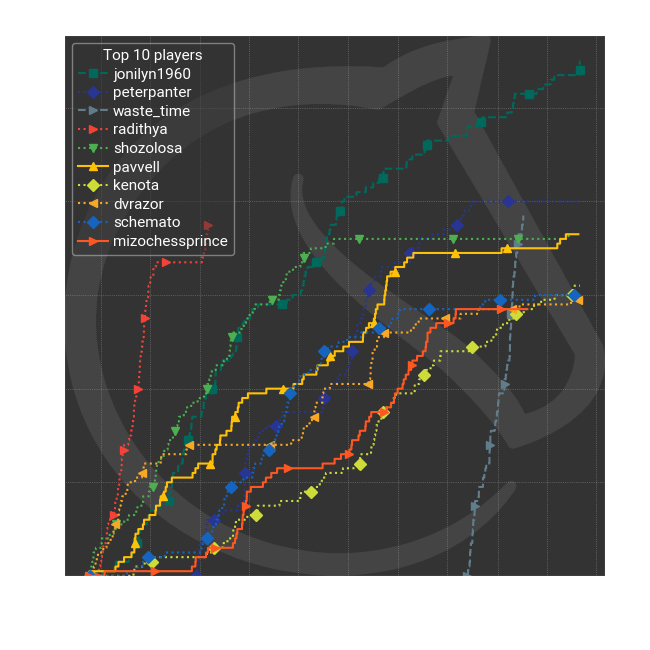 Top 10 players
jonilyn1960
peterpanter
waste_time
radithya
shozolosa
pavvell
kenota
dvrazor
schemato
mizochessprince